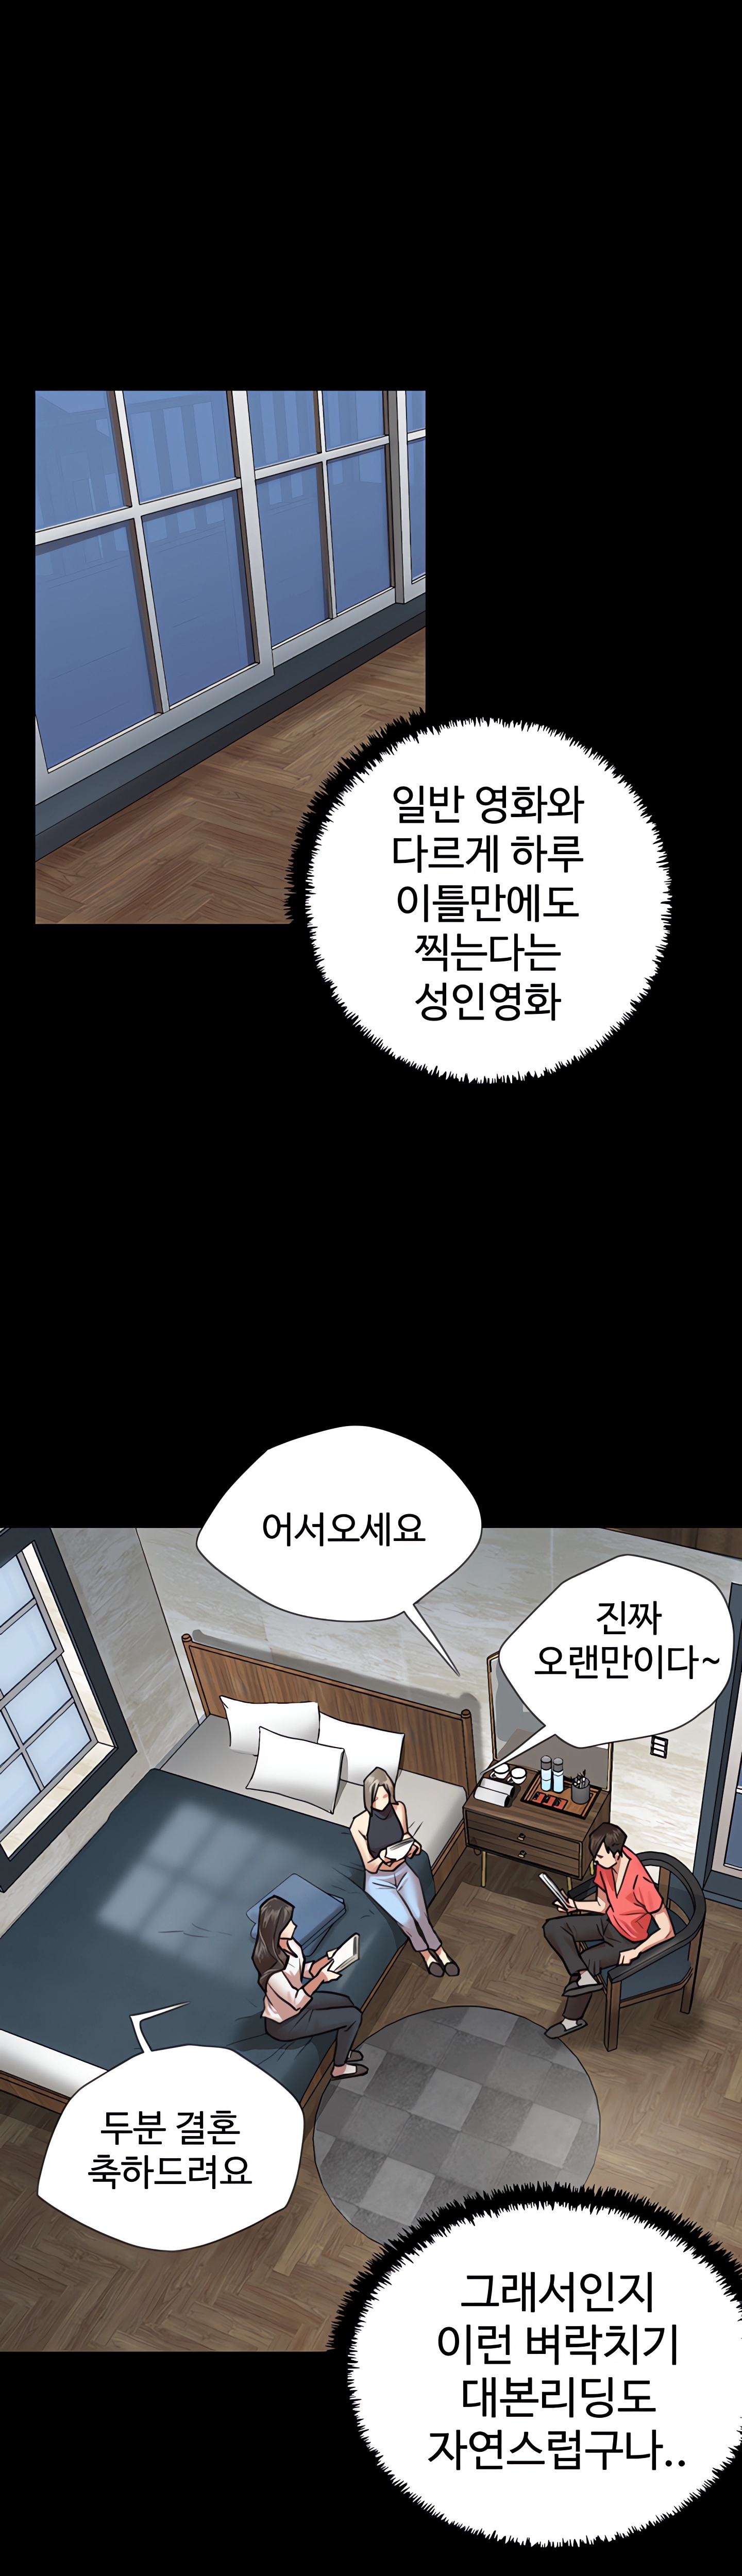 일반 영화와
다르게 하루
이틀만에도
찍는다는
성인영화
어서오세요
진짜
오랜만이다~
두분 결혼
축하드려요
그래서인지
이런 벼락치기
대본리딩도
자연스럽구나..